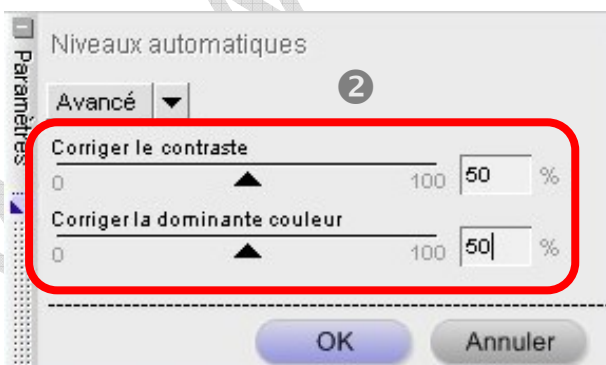 Paramètres
Niveaux automatiques
Avancé
2
Corriger le contraste
0 100 50 %
Corriger la dominante couleur
0 100 50 %
OK Annuler